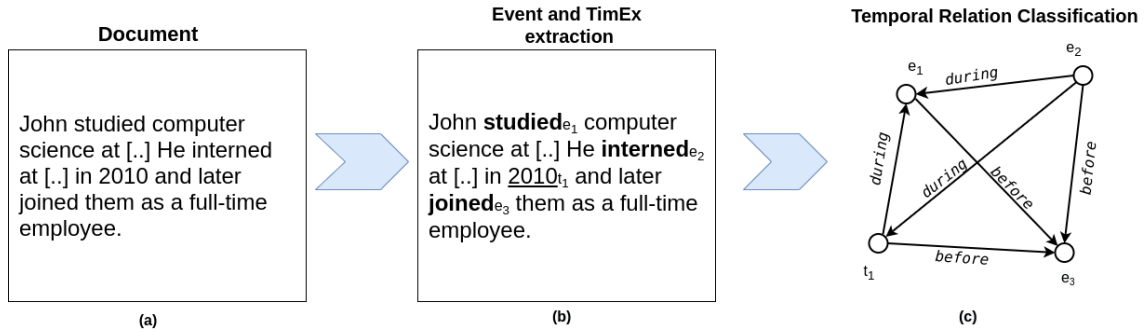 Document
John studied computer
science at [..] He interned
at [..] in 2010 and later
joined them as a full-time
employee.
(a)
Event and TimEx
extraction
John studiede₁ computer
science at [..] He internede₂
at [..] in 2010t₁ and later
joinede₃ them as a full-time
employee.
(b)
Temporal Relation Classification
e₁
e₂
during
during
during
before
before
before
t₁
e₃
(c)